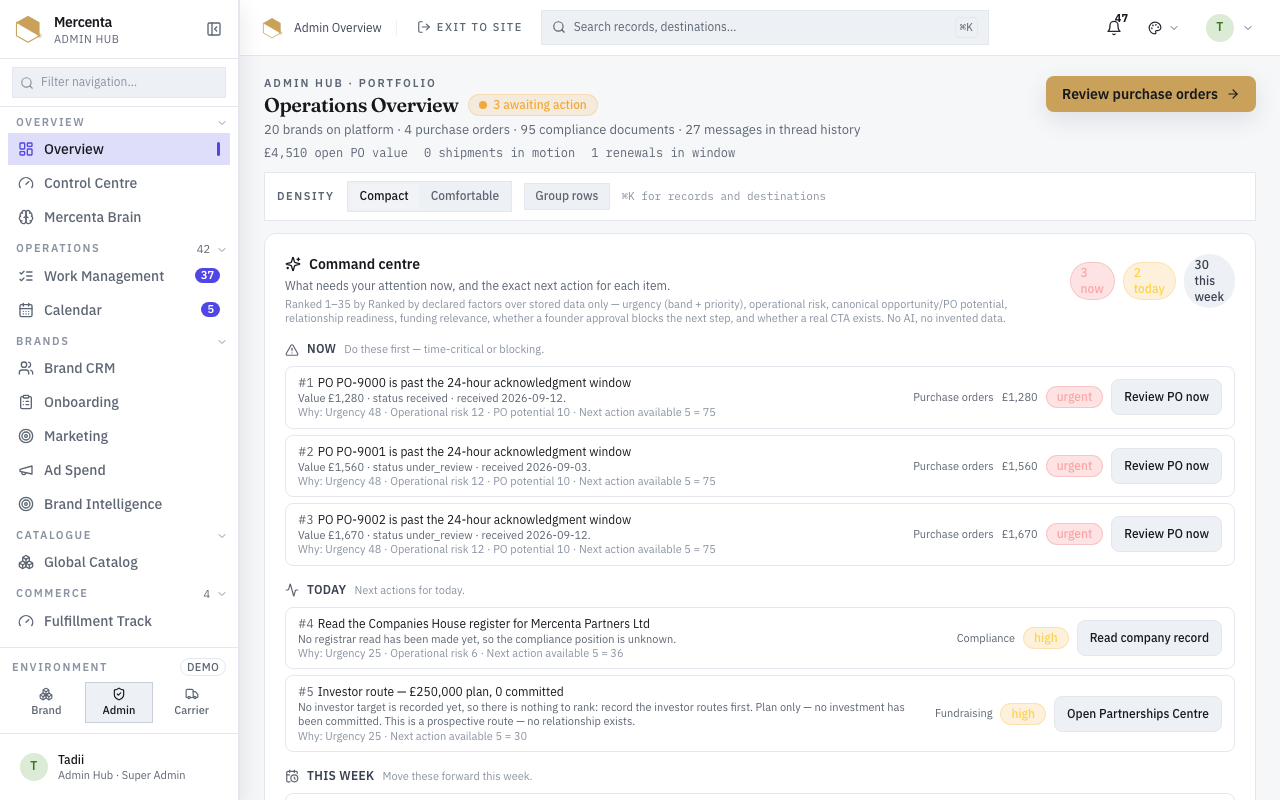 Mercenta
ADMIN HUB
Filter navigation...
OVERVIEW
Overview
Control Centre
Mercenta Brain
OPERATIONS 42
Work Management 37
Calendar 5
BRANDS
Brand CRM
Onboarding
Marketing
Ad Spend
Brand Intelligence
CATALOGUE
Global Catalog
COMMERCE 4
Fulfillment Track
ENVIRONMENT DEMO
Brand Admin Carrier
T
Tadii
Admin Hub · Super Admin
Admin Overview EXIT TO SITE Search records, destinations... ⌘K 47 T
ADMIN HUB · PORTFOLIO
Operations Overview 3 awaiting action
Review purchase orders →
20 brands on platform · 4 purchase orders · 95 compliance documents · 27 messages in thread history
£4,510 open PO value 0 shipments in motion 1 renewals in window
DENSITY Compact Comfortable Group rows ⌘K for records and destinations
Command centre
What needs your attention now, and the exact next action for each item.
Ranked 1–35 by Ranked by declared factors over stored data only — urgency (band + priority), operational risk, canonical opportunity/PO potential,
relationship readiness, funding relevance, whether a founder approval blocks the next step, and whether a real CTA exists. No AI, no invented data.
3 now
2 today
30 this week
NOW Do these first — time-critical or blocking.
#1 PO PO-9000 is past the 24-hour acknowledgment window
Value £1,280 · status received · received 2026-09-12.
Why: Urgency 48 · Operational risk 12 · PO potential 10 · Next action available 5 = 75
Purchase orders £1,280 urgent Review PO now
#2 PO PO-9001 is past the 24-hour acknowledgment window
Value £1,560 · status under_review · received 2026-09-03.
Why: Urgency 48 · Operational risk 12 · PO potential 10 · Next action available 5 = 75
Purchase orders £1,560 urgent Review PO now
#3 PO PO-9002 is past the 24-hour acknowledgment window
Value £1,670 · status under_review · received 2026-09-12.
Why: Urgency 48 · Operational risk 12 · PO potential 10 · Next action available 5 = 75
Purchase orders £1,670 urgent Review PO now
TODAY Next actions for today.
#4 Read the Companies House register for Mercenta Partners Ltd
No registrar read has been made yet, so the compliance position is unknown.
Why: Urgency 25 · Operational risk 6 · Next action available 5 = 36
Compliance high Read company record
#5 Investor route — £250,000 plan, 0 committed
No investor target is recorded yet, so there is nothing to rank: record the investor routes first. Plan only — no investment has
been committed. This is a prospective route — no relationship exists.
Why: Urgency 25 · Next action available 5 = 30
Fundraising high Open Partnerships Centre
THIS WEEK Move these forward this week.